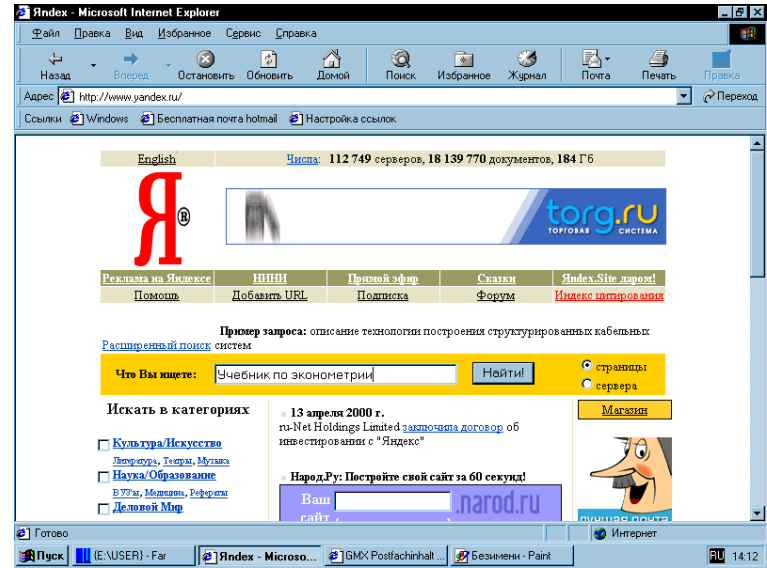 Яndex - Microsoft Internet Explorer
Файл Правка Вид Избранное Сервис Справка
Назад Вперед Остановить Обновить Домой Поиск Избранное Журнал Почта Печать Правка
Адрес http://www.yandex.ru/ Переход
Ссылки Windows Бесплатная почта hotmail Настройка ссылок
English Числа: 112 749 серверов, 18 139 770 документов, 184 Гб
Я ®
torg.ru
ТОРГОВАЯ СИСТЕМА
Реклама на Яндексе НИНИ Прямой эфир Сказки Яndex.Site даром!
Помощь Добавить URL Подписка Форум Индекс цитирования
Пример запроса: описание технологии построения структурированных кабельных
Расширенный поиск систем
Что Вы ищете: Учебник по эконометрии Найти! страницы
сервера
Искать в категориях
13 апреля 2000 г.
Магазин
ru-Net Holdings Limited заключила договор об
инвестировании с "Яндекс"
Культура/Искусство
Литература, Театры, Музыка
Наука/Образование
ВУЗы, Медицина, Рефераты
Деловой Мир
Народ.Ру: Постройте свой сайт за 60 секунд!
Ваш
сайт
.narod.ru
лучшая почта
Готово Интернет
Пуск {E:\USER} - Far Яndex - Microso... GMX Postfachinhalt ... Безимени - Paint RU 14:12